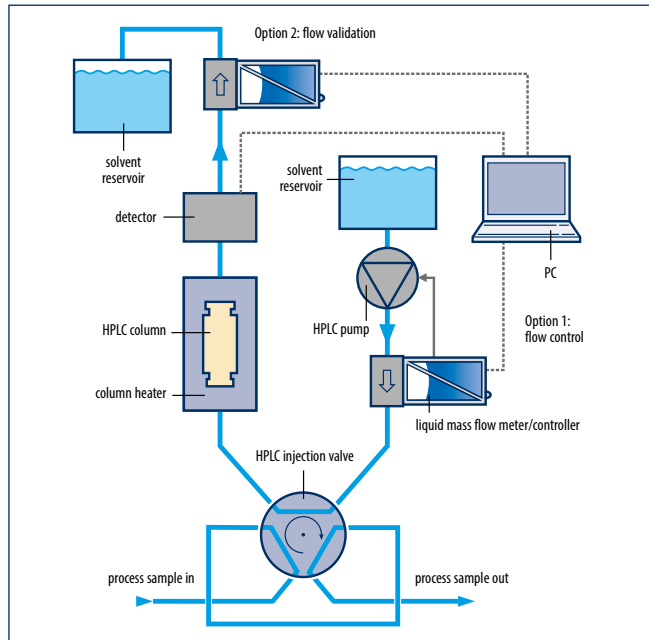 Option 2: flow validation
solvent
reservoir
solvent
reservoir
detector
PC
HPLC pump
Option 1:
flow control
HPLC column
column heater
liquid mass flow meter/controller
HPLC injection valve
process sample in
process sample out